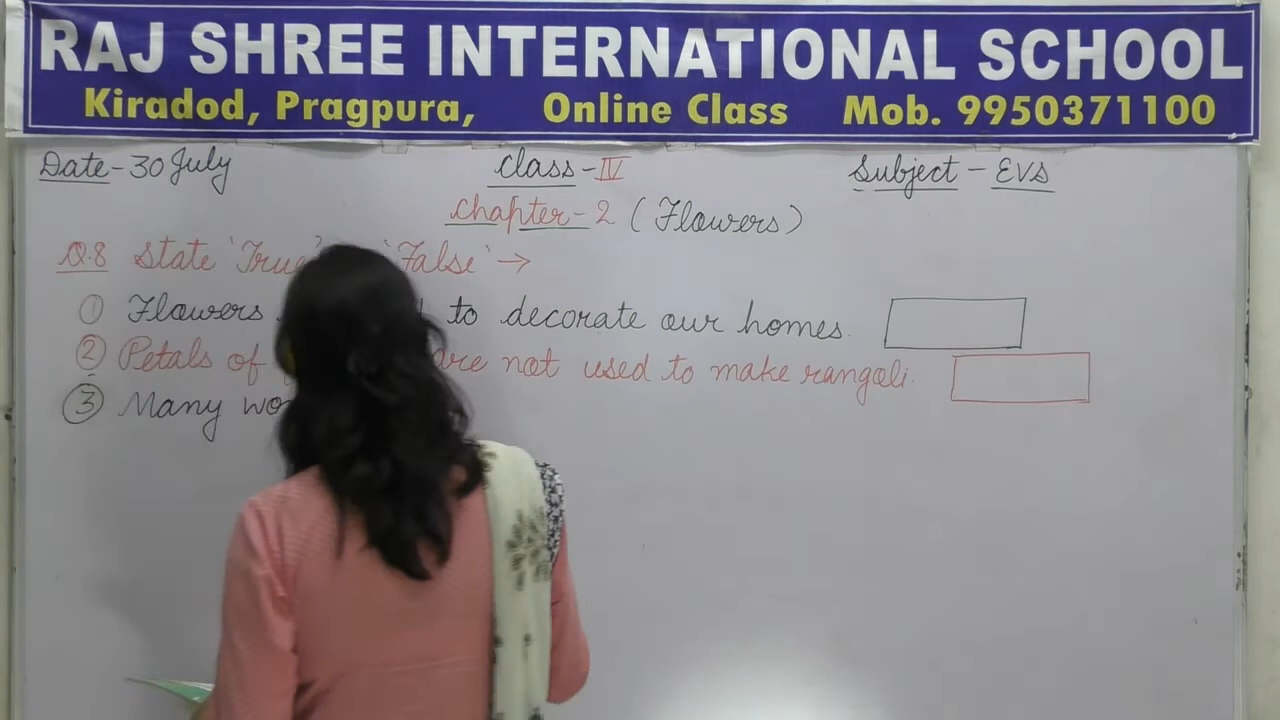 RAJ SHREE INTERNATIONAL SCHOOL
Kiradod, Pragpura, Online Class Mob. 9950371100
Date-30 July Class-IV Subject-EVS
Chapter-2 (Flowers)
Q.8 State 'True' 'False' →
① Flowers to decorate our homes.
② Petals of are not used to make rangoli.
③ Many